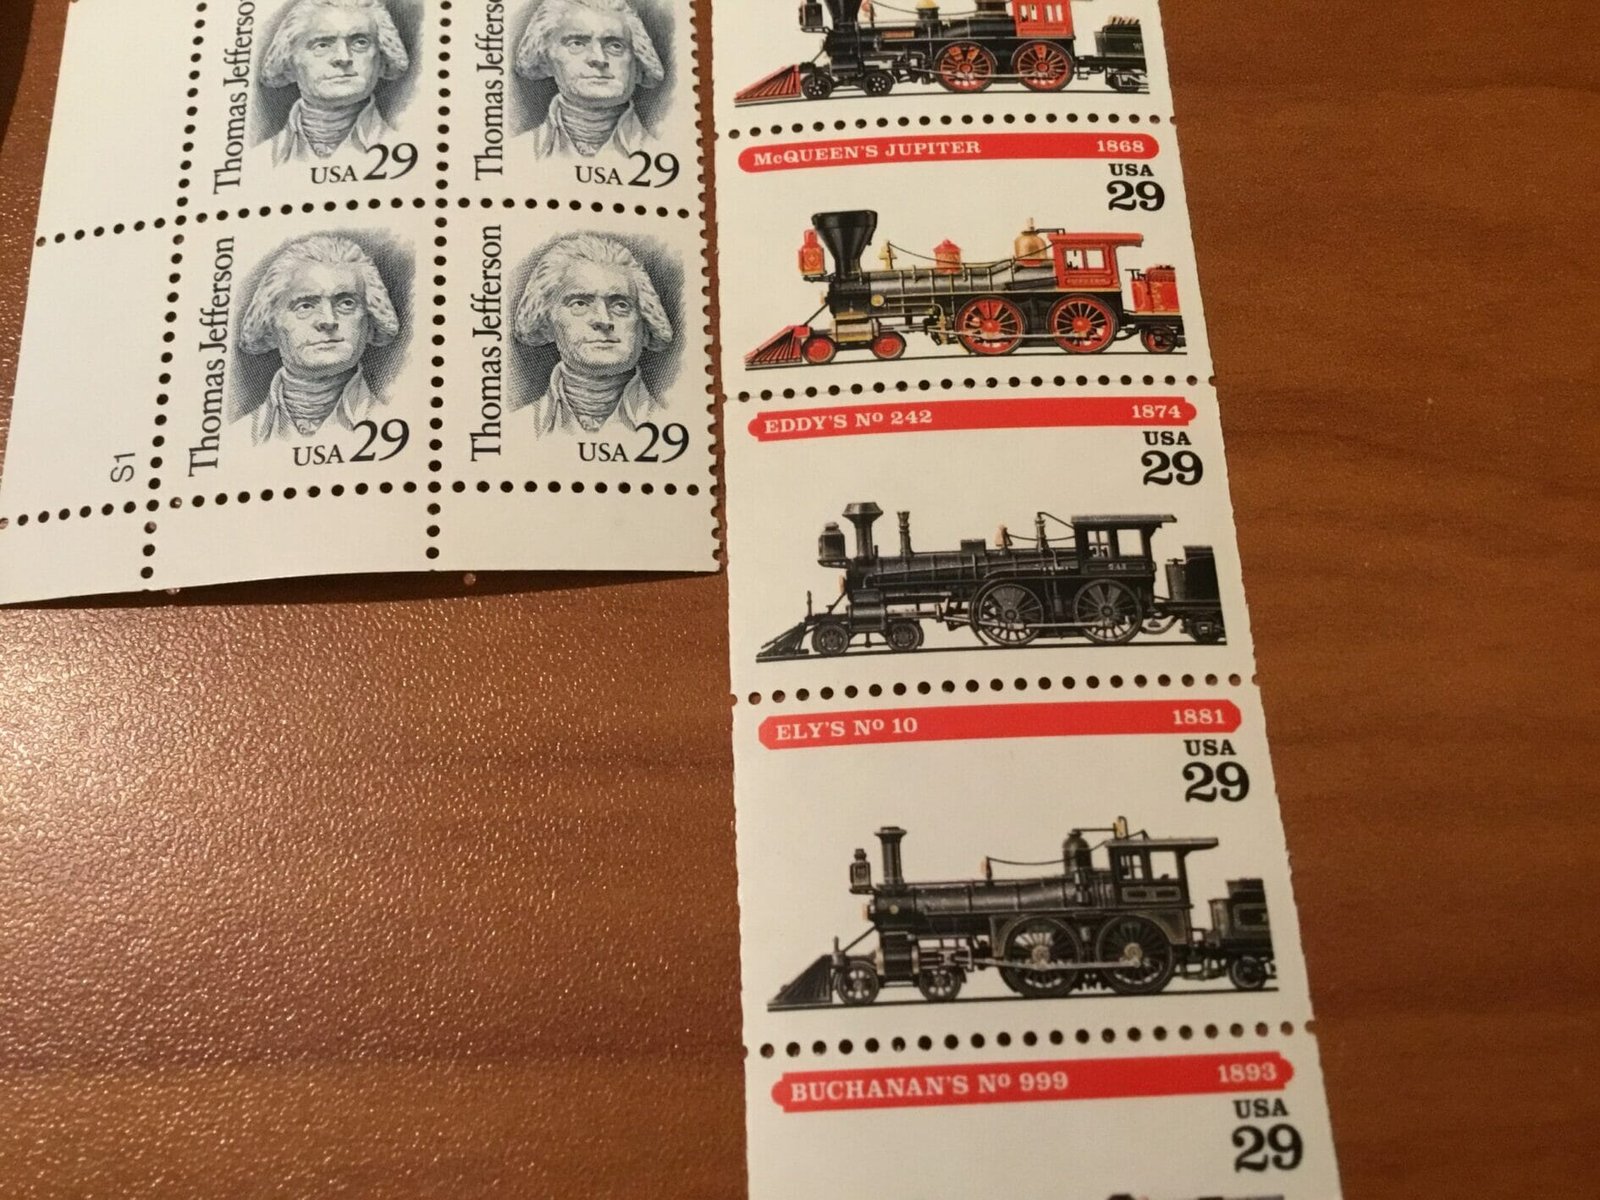 Thomas Jefferson
USA 29
Thomas Jefferson
USA 29
Thomas Jefferson
USA 29
Thomas Jefferson
USA 29
S1
McQUEEN'S JUPITER 1868
USA
29
EDDY'S Nº 242 1874
USA
29
ELY'S Nº 10 1881
USA
29
BUCHANAN'S Nº 999 1893
USA
29